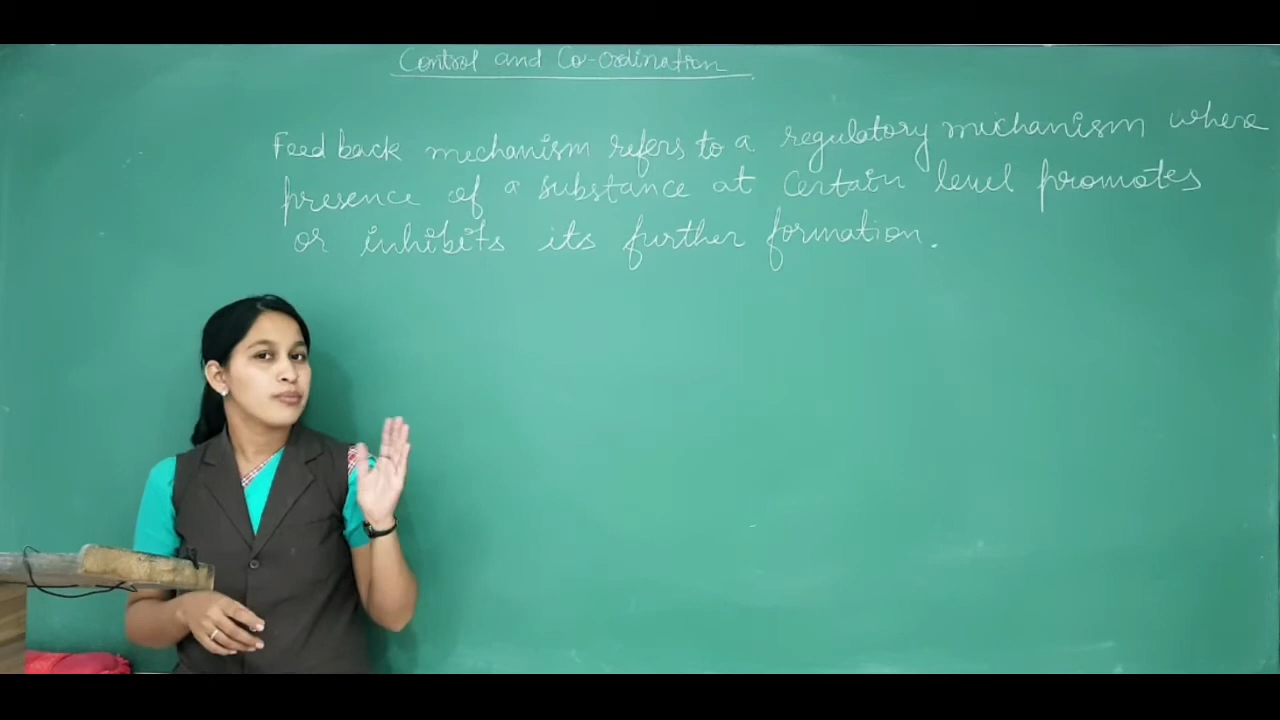 Control and Co-ordination
Feed back mechanism refers to a regulatory mechanism where
presence of a substance at certain level promotes
or inhibits its further formation.